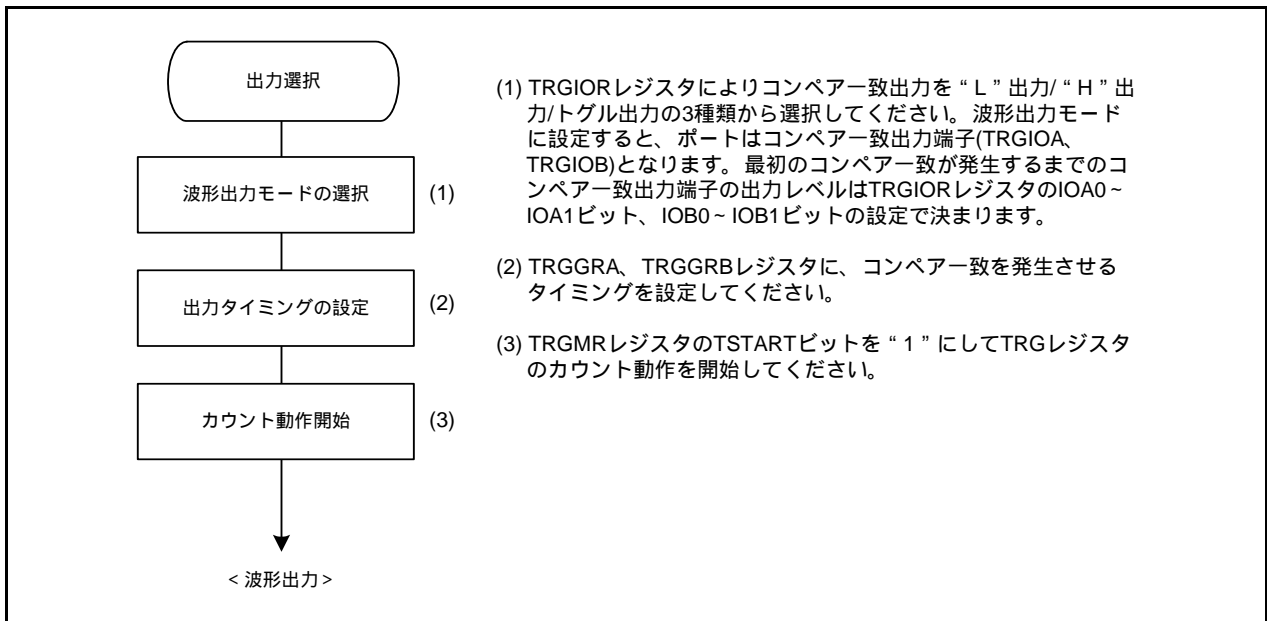 出力選択
波形出力モードの選択
(1)
出力タイミングの設定
(2)
カウント動作開始
(3)
< 波形出力 >
(1) TRGIORレジスタによりコンペア一致出力を “ L ” 出力/ “ H ” 出
力/トグル出力の3種類から選択してください。波形出力モード
に設定すると、ポートはコンペア一致出力端子(TRGIOA、
TRGIOB)となります。最初のコンペア一致が発生するまでのコ
ンペア一致出力端子の出力レベルはTRGIORレジスタのIOA0 ~
IOA1ビット、IOB0 ~ IOB1ビットの設定で決まります。
(2) TRGGRA、TRGGRBレジスタに、コンペア一致を発生させる
タイミングを設定してください。
(3) TRGMRレジスタのTSTARTビットを “ 1 ” にしてTRGレジスタ
のカウント動作を開始してください。